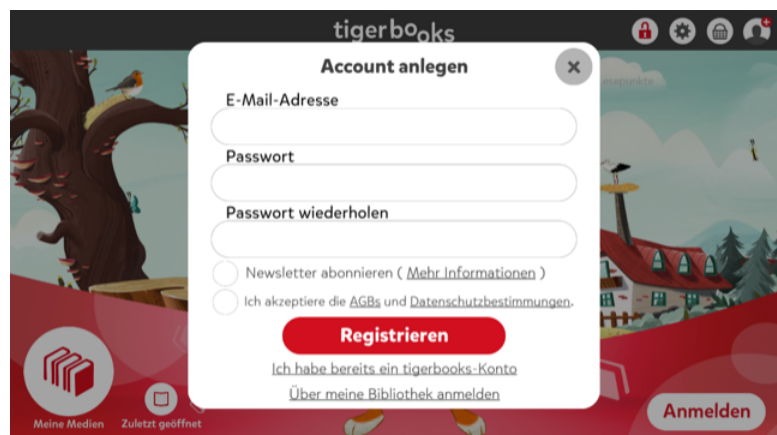 tigerbooks
Account anlegen
E-Mail-Adresse
Passwort
Passwort wiederholen
Newsletter abonnieren ( Mehr Informationen )
Ich akzeptiere die AGBs und Datenschutzbestimmungen.
Registrieren
Ich habe bereits ein tigerbooks-Konto
Über meine Bibliothek anmelden
Meine Medien
Zuletzt geöffnet
Anmelden